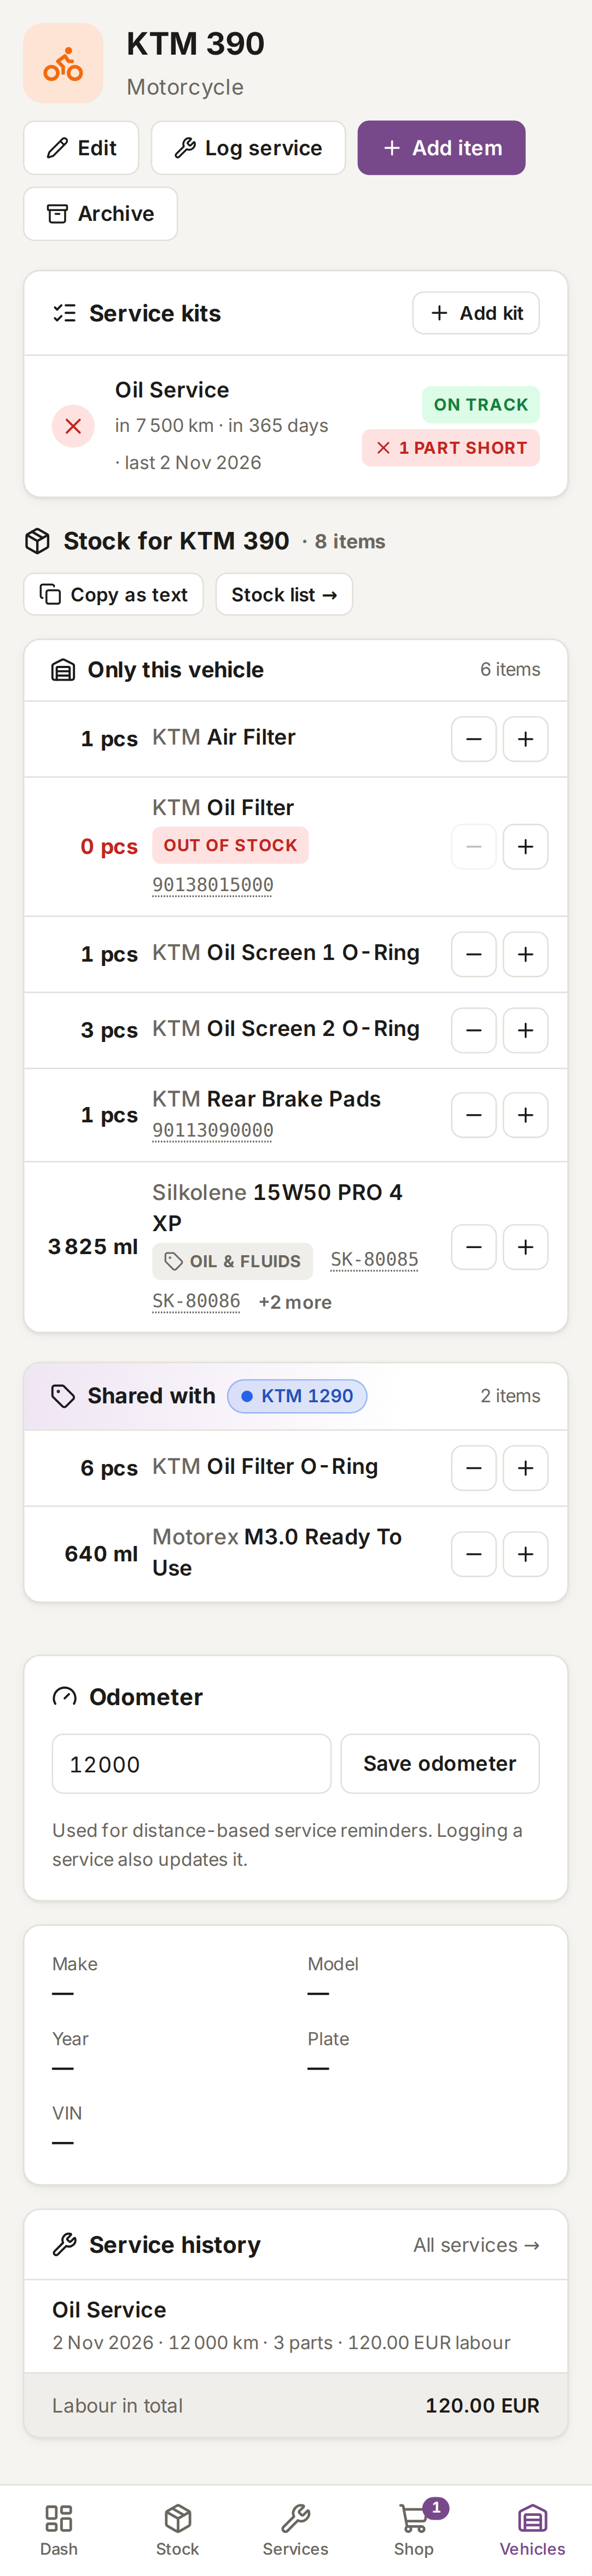 KTM 390
Motorcycle
Edit
Log service
+ Add item
Archive
Service kits
+ Add kit
Oil Service
in 7 500 km · in 365 days
· last 2 Nov 2026
ON TRACK
× 1 PART SHORT
Stock for KTM 390 · 8 items
Copy as text
Stock list →
Only this vehicle
6 items
1 pcs
KTM Air Filter
0 pcs
KTM Oil Filter
OUT OF STOCK
90138015000
1 pcs
KTM Oil Screen 1 O-Ring
3 pcs
KTM Oil Screen 2 O-Ring
1 pcs
KTM Rear Brake Pads
90113090000
3 825 ml
Silkolene 15W50 PRO 4
XP
OIL & FLUIDS
SK-80085
SK-80086
+2 more
Shared with
KTM 1290
2 items
6 pcs
KTM Oil Filter O-Ring
640 ml
Motorex M3.0 Ready To
Use
Odometer
12000
Save odometer
Used for distance-based service reminders. Logging a
service also updates it.
Make
—
Model
—
Year
—
Plate
—
VIN
—
Service history
All services →
Oil Service
2 Nov 2026 · 12 000 km · 3 parts · 120.00 EUR labour
Labour in total
120.00 EUR
1
Dash
Stock
Services
Shop
Vehicles